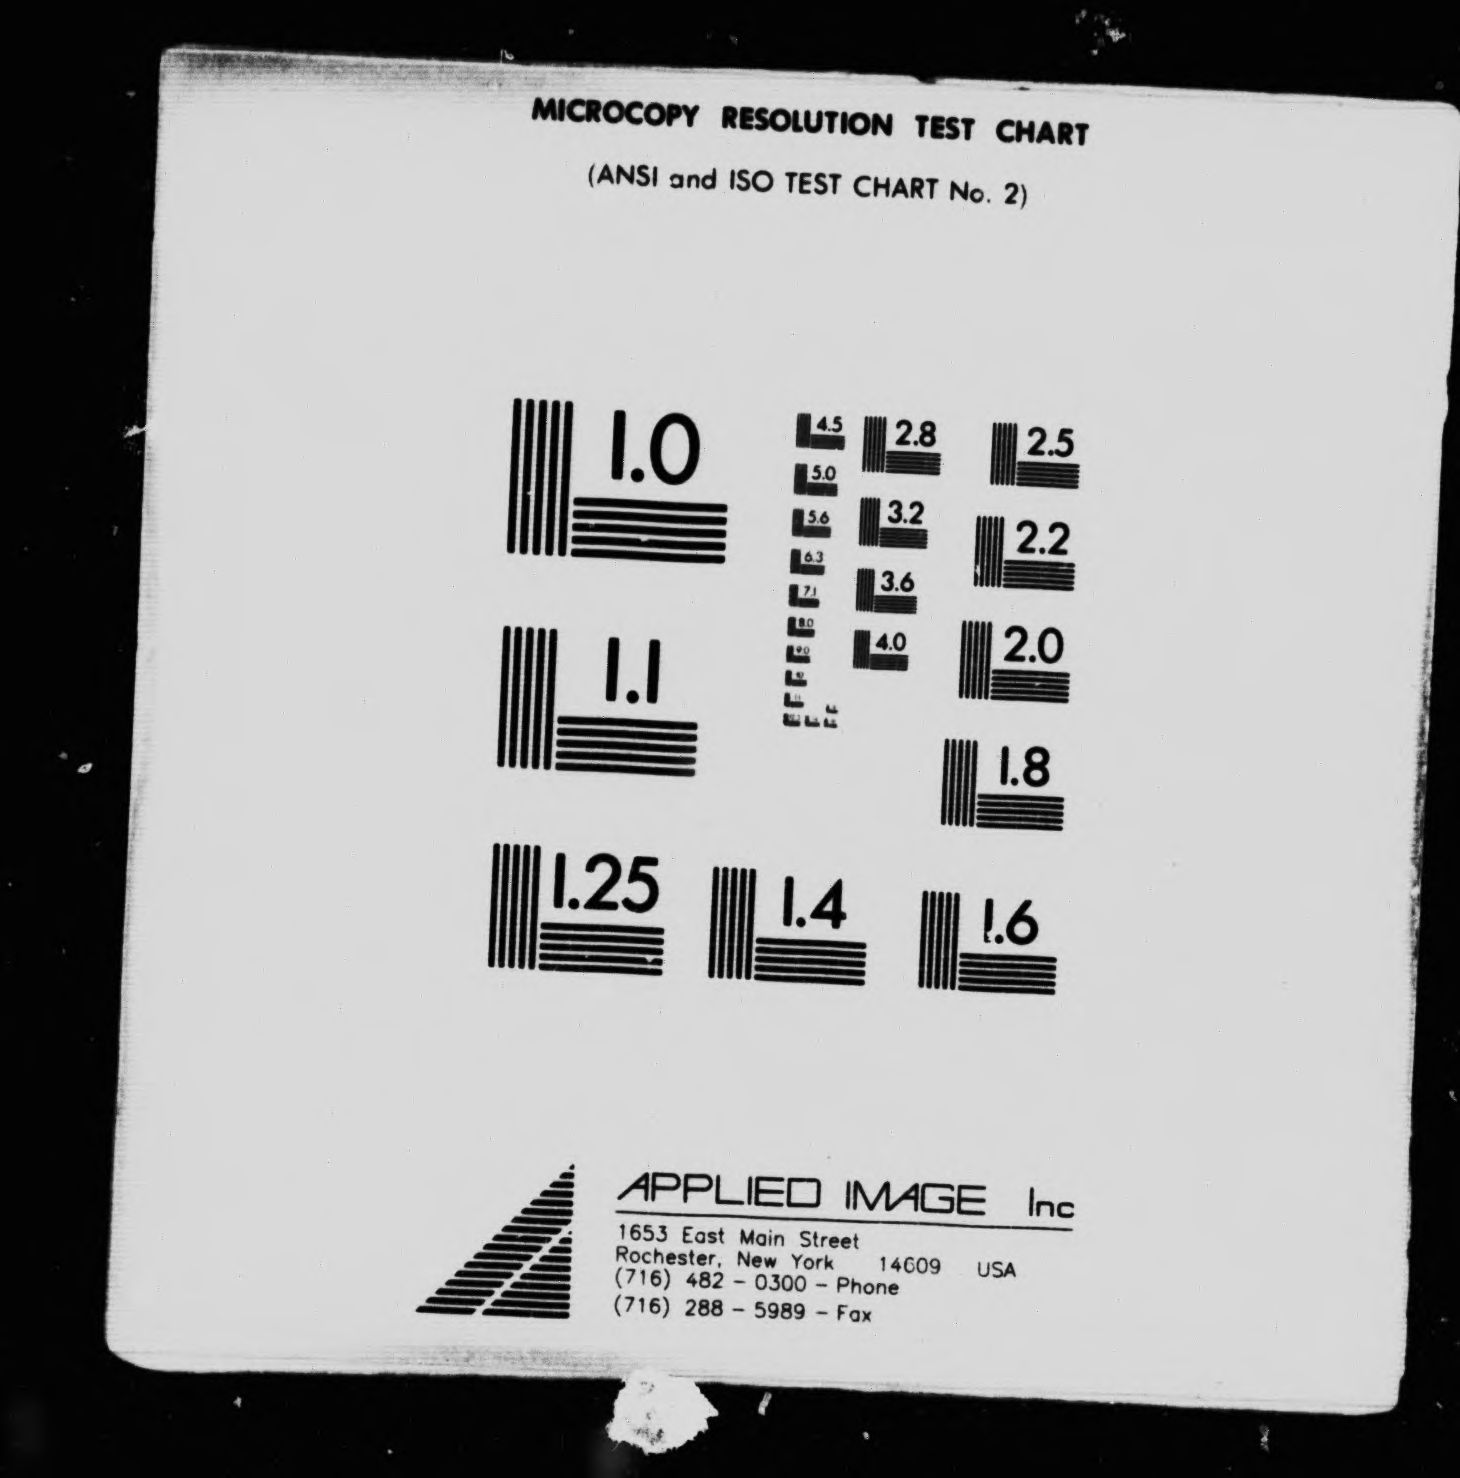 MICROCOPY RESOLUTION TEST CHART
(ANSI and ISO TEST CHART No. 2)
1.0
1.1
1.25
1.4
1.6
1.8
2.0
2.2
2.5
2.8
3.2
3.6
4.0
4.5
5.0
5.6
6.3
7.1
8.0
9.0
APPLIED IMAGE Inc
1653 East Main Street
Rochester, New York 14609 USA
(716) 482 - 0300 - Phone
(716) 288 - 5989 - Fax